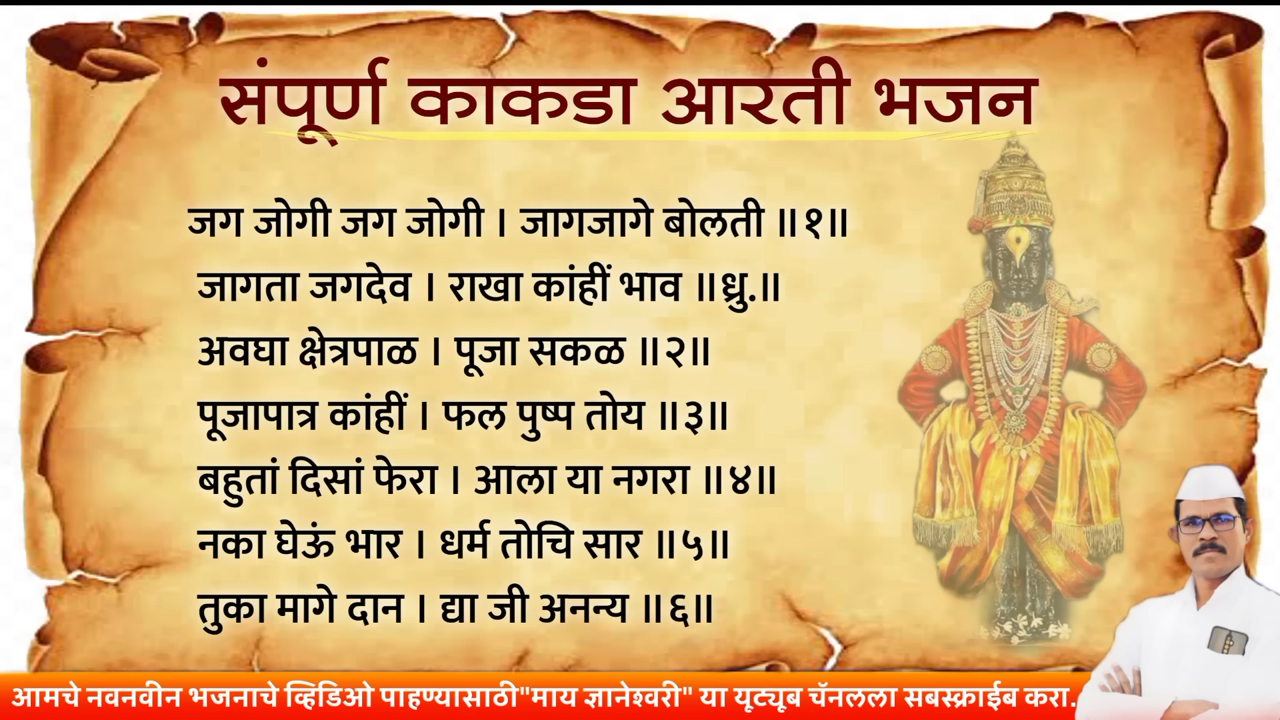 संपूर्ण काकडा आरती भजन
जग जोगी जग जोगी । जागजागे बोलती ॥१॥
जागता जगदेव । राखा कांहीं भाव ॥ध्रु.॥
अवघा क्षेत्रपाळ । पूजा सकळ ॥२॥
पूजापात्र कांहीं । फल पुष्प तोय ॥३॥
बहुतां दिसां फेरा । आला या नगरा ॥४॥
नका घेऊं भार । धर्म तोचि सार ॥५॥
तुका मागे दान । द्या जी अनन्य ॥६॥
आमचे नवनवीन भजनाचे व्हिडिओ पाहण्यासाठी"माय ज्ञानेश्वरी" या यूट्यूब चॅनलला सबस्क्राईब करा.